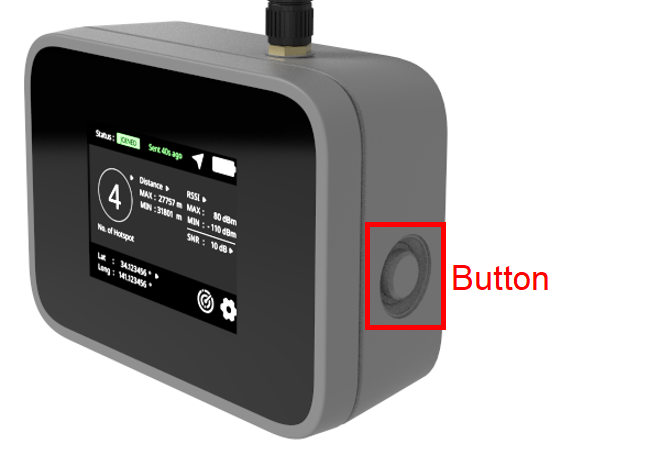 Status : JOINED Sent 40s ago
Distance
MAX : 27757 m
MIN : 31801 m
4
No. of Hotspot
RSSI
MAX : 80 dBm
MIN : -110 dBm
SNR : 10 dB
Lat : 34.123456 °
Long : 141.123456 °
Button